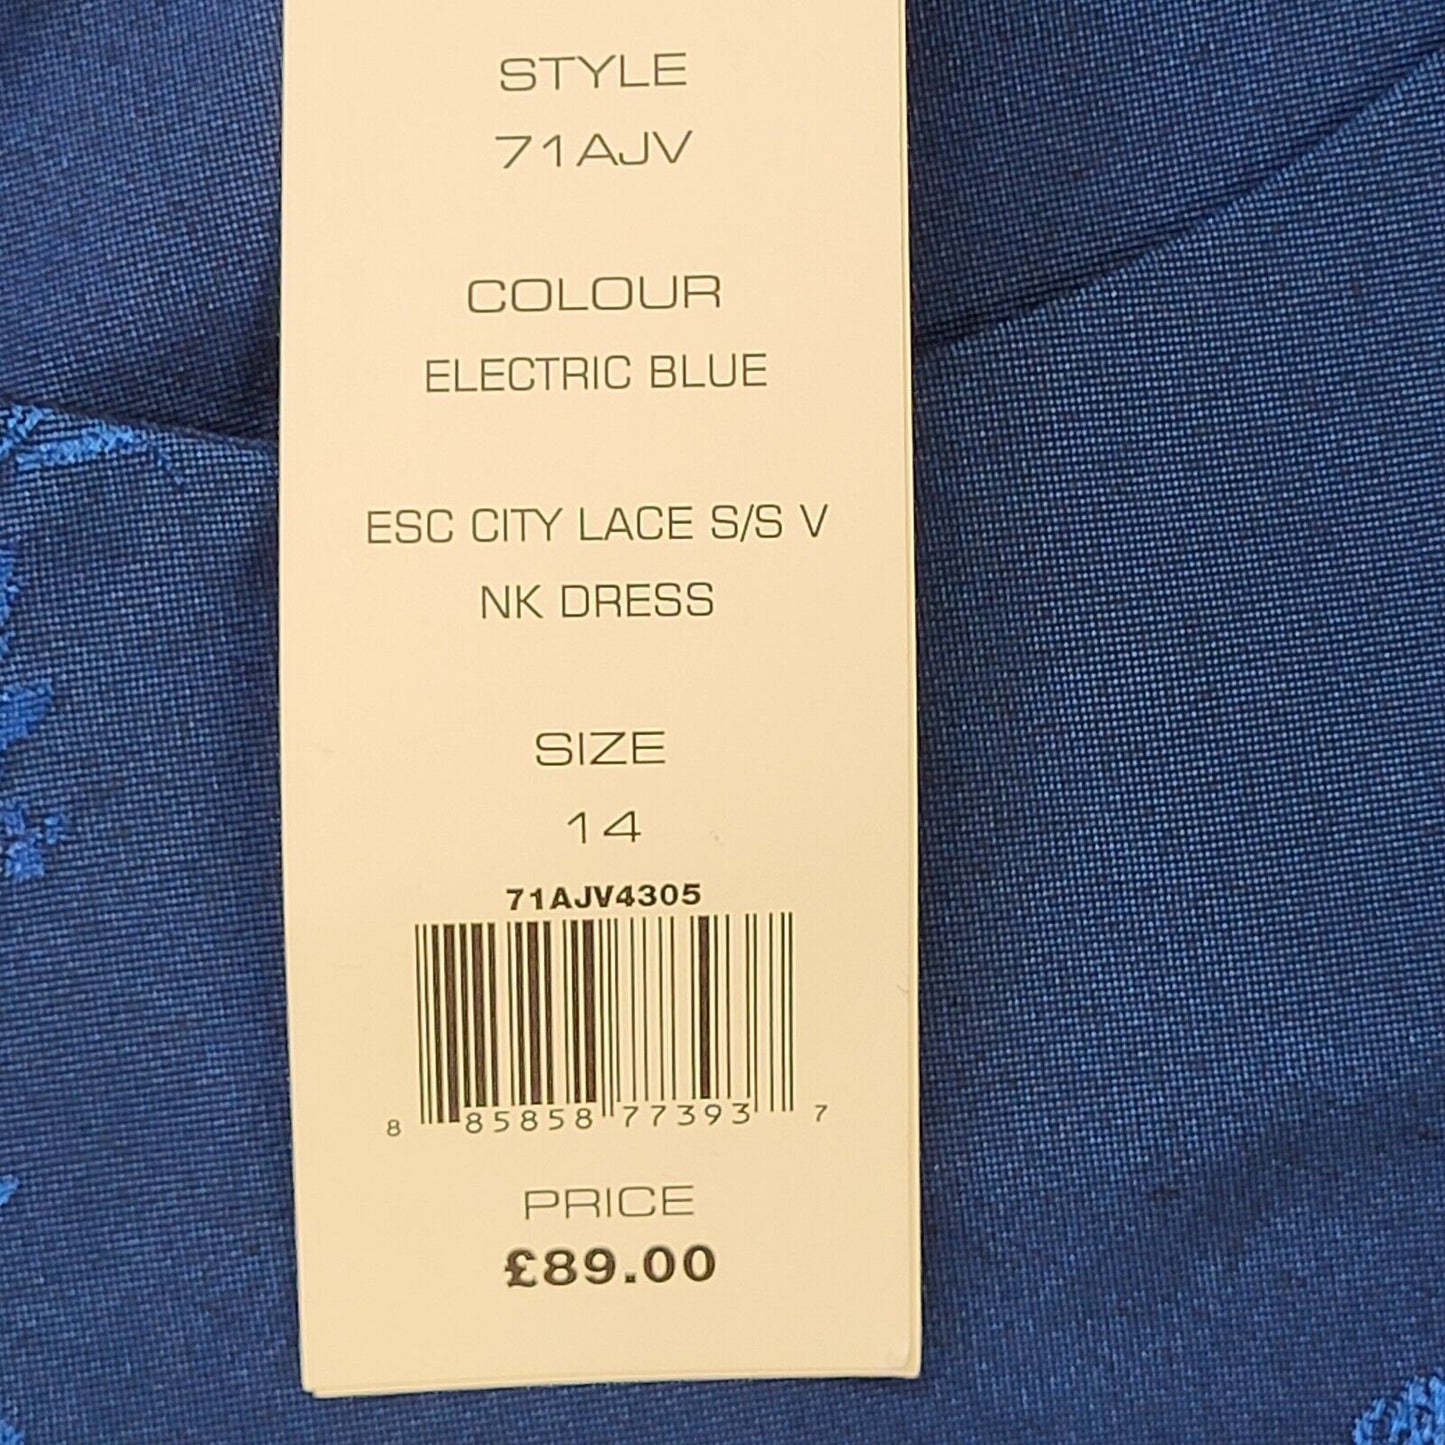 STYLE
71AJV
COLOUR
ELECTRIC BLUE
ESC CITY LACE S/S V
NK DRESS
SIZE
14
71AJV4305
8 85858 77393 7
PRICE
£89.00